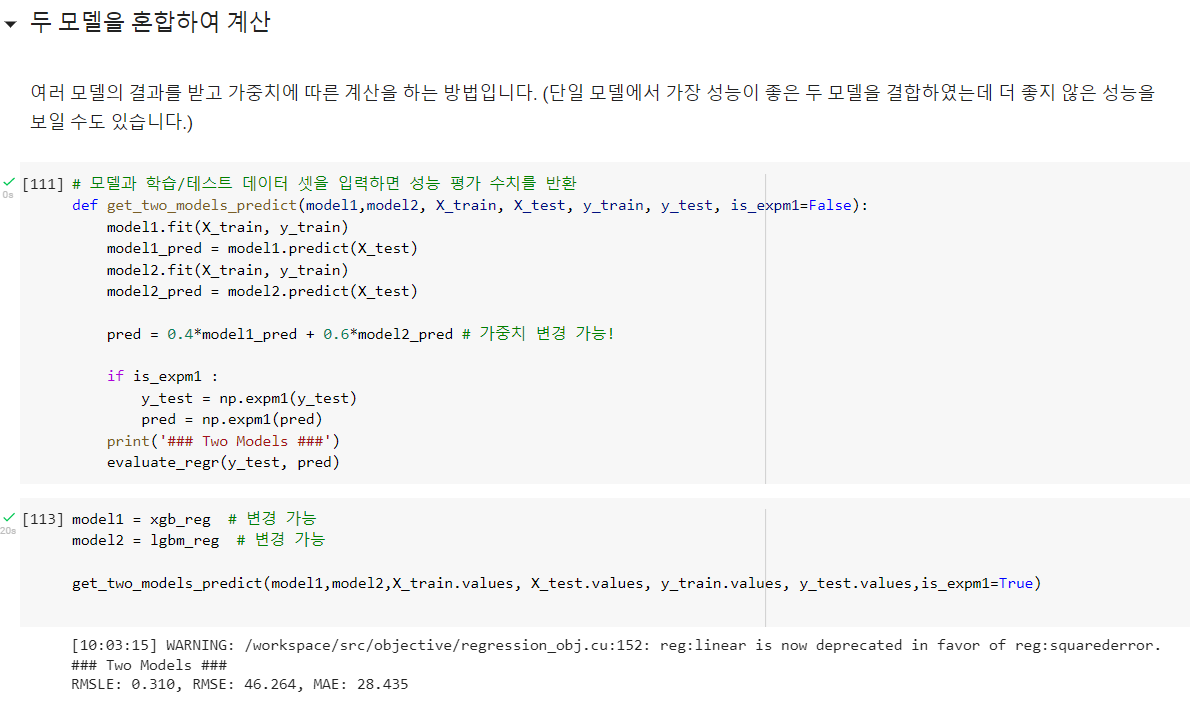 두 모델을 혼합하여 계산
여러 모델의 결과를 받고 가중치에 따른 계산을 하는 방법입니다. (단일 모델에서 가장 성능이 좋은 두 모델을 결합하였는데 더 좋지 않은 성능을
보일 수도 있습니다.)
[111] # 모델과 학습/테스트 데이터 셋을 입력하면 성능 평가 수치를 반환
0s
def get_two_models_predict(model1,model2, X_train, X_test, y_train, y_test, is_expm1=False):
model1.fit(X_train, y_train)
model1_pred = model1.predict(X_test)
model2.fit(X_train, y_train)
model2_pred = model2.predict(X_test)
pred = 0.4*model1_pred + 0.6*model2_pred # 가중치 변경 가능!
if is_expm1 :
y_test = np.expm1(y_test)
pred = np.expm1(pred)
print('### Two Models ###')
evaluate_regr(y_test, pred)
[113] model1 = xgb_reg # 변경 가능
20s
model2 = lgbm_reg # 변경 가능
get_two_models_predict(model1,model2,X_train.values, X_test.values, y_train.values, y_test.values,is_expm1=True)
[10:03:15] WARNING: /workspace/src/objective/regression_obj.cu:152: reg:linear is now deprecated in favor of reg:squarederror.
### Two Models ###
RMSLE: 0.310, RMSE: 46.264, MAE: 28.435